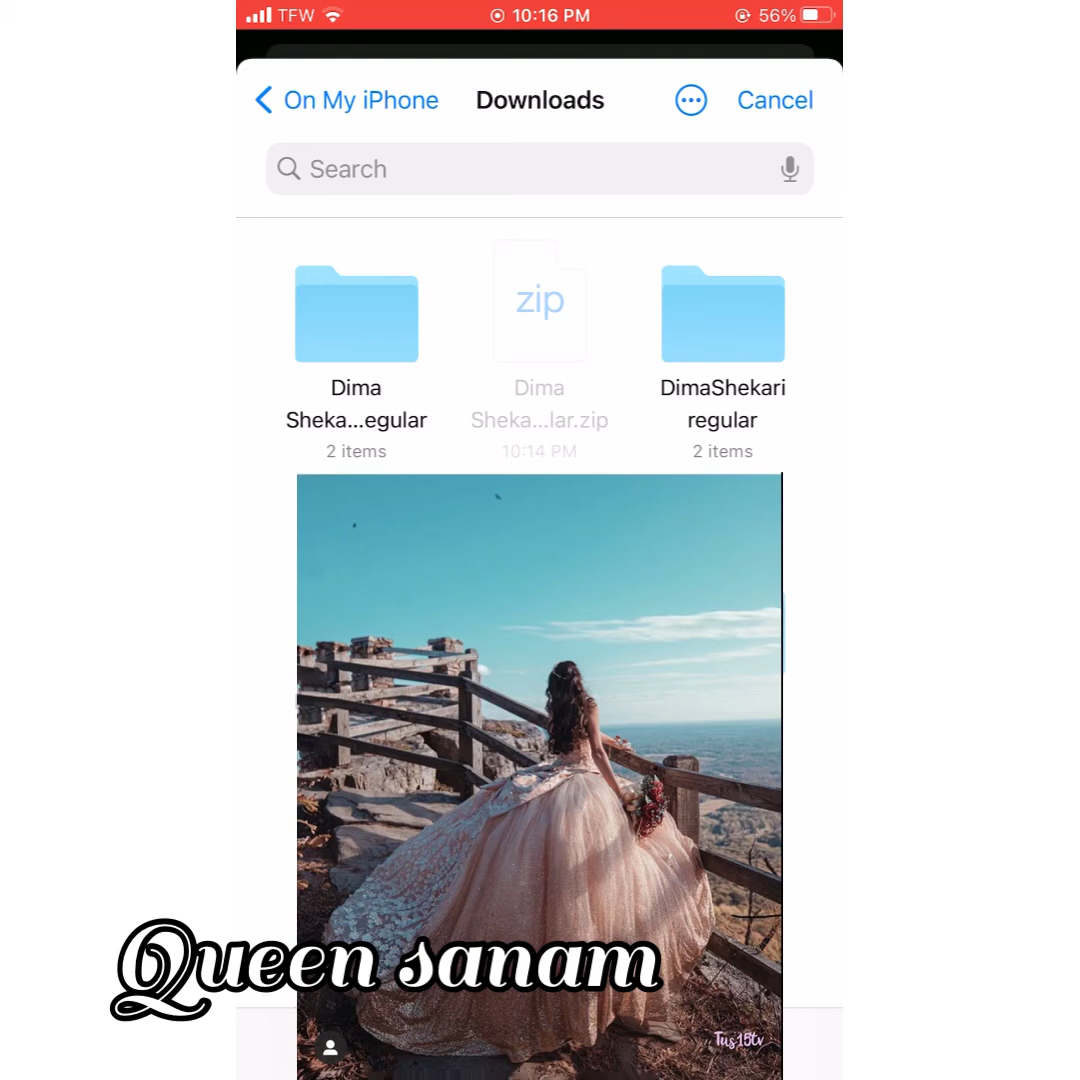 TFW 10:16 PM 56%
On My iPhone Downloads Cancel
Search
zip
Dima Dima DimaShekari
Sheka...egular Sheka...lar.zip regular
2 items 10:14 PM 2 items
Queen sanam
Tus15tv